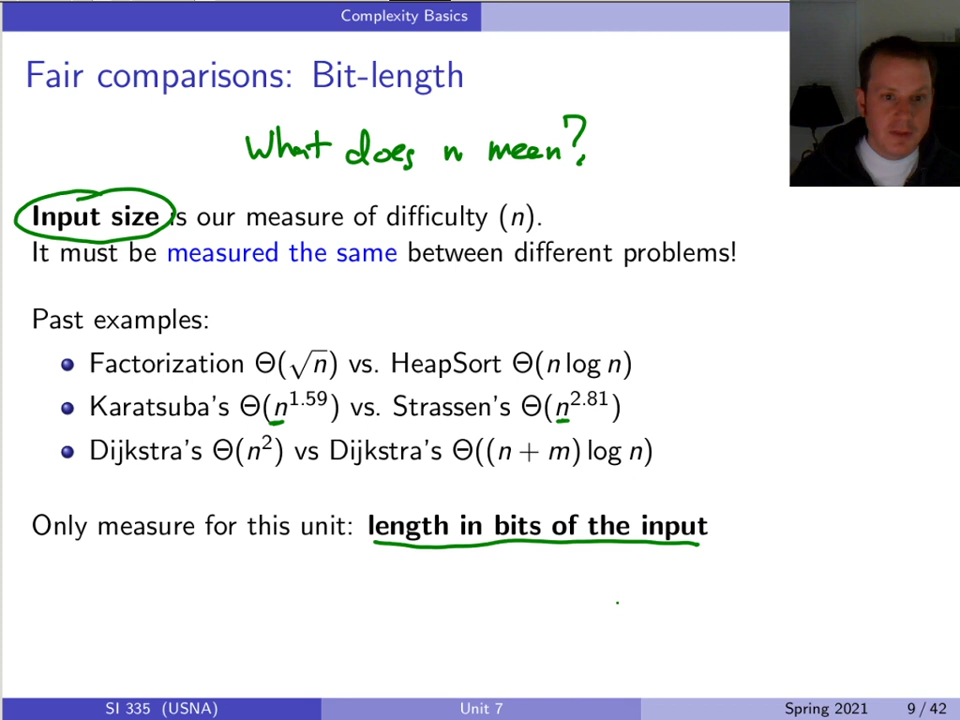 Complexity Basics
Fair comparisons: Bit-length
What does n mean?
Input size is our measure of difficulty (n).
It must be measured the same between different problems!
Past examples:
Factorization Θ(√n) vs. HeapSort Θ(n log n)
Karatsuba's Θ(n^1.59) vs. Strassen's Θ(n^2.81)
Dijkstra's Θ(n²) vs Dijkstra's Θ((n + m) log n)
Only measure for this unit: length in bits of the input
SI 335 (USNA) Unit 7 Spring 2021 9 / 42